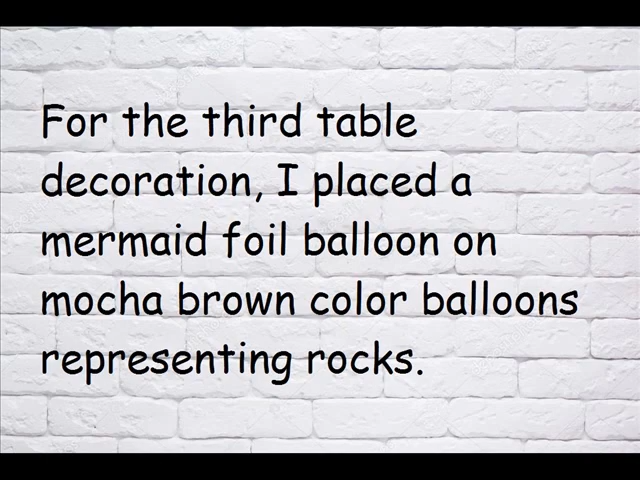 For the third table
decoration, I placed a
mermaid foil balloon on
mocha brown color balloons
representing rocks.